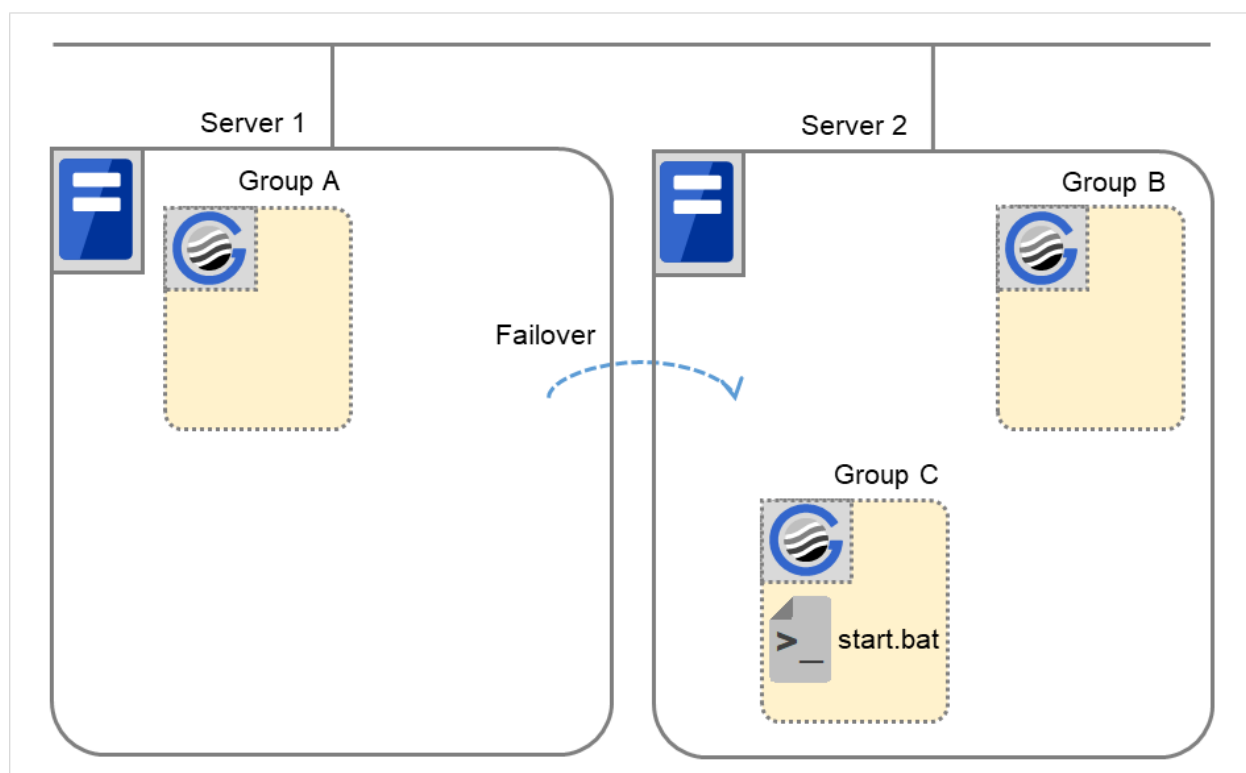 Server 1
Server 2
Group A
Group B
Failover
Group C
>_ start.bat